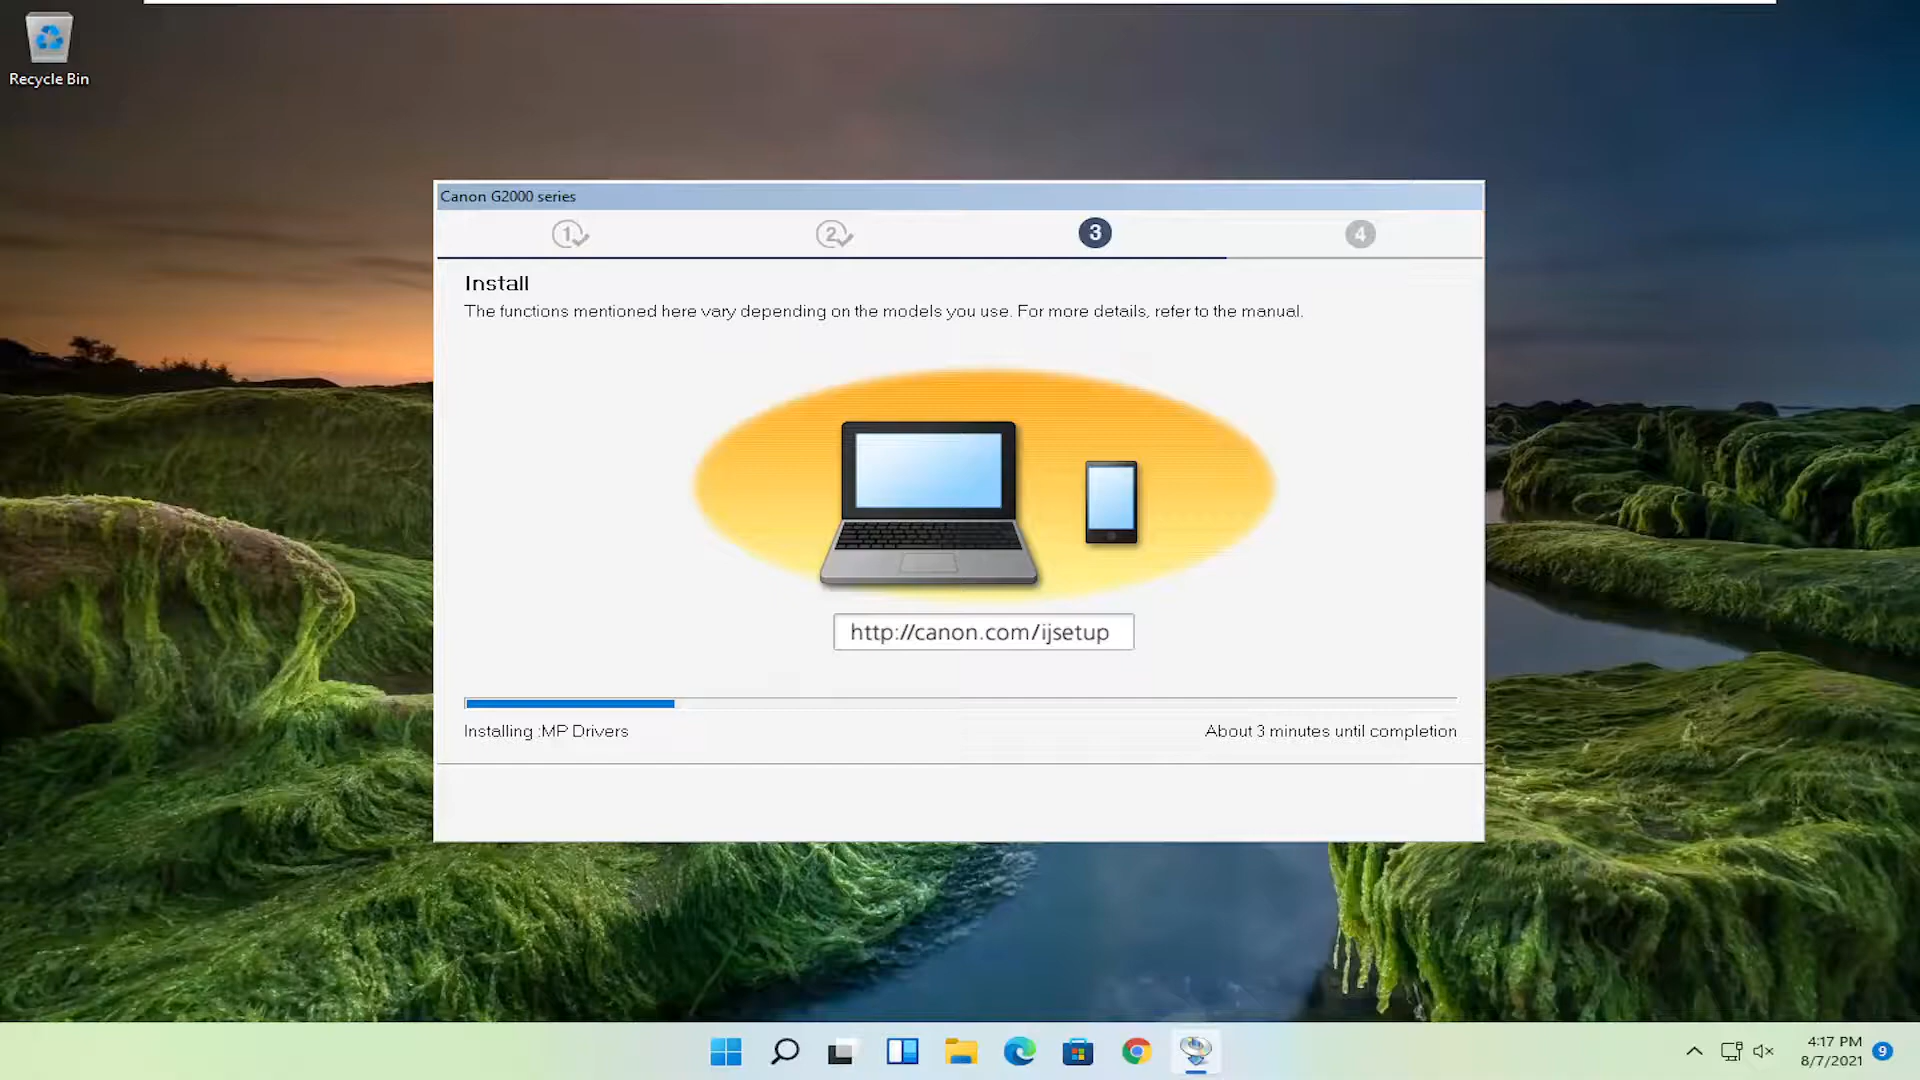 Recycle Bin
Canon G2000 series
1
2
3
4
Install
The functions mentioned here vary depending on the models you use. For more details, refer to the manual.
http://canon.com/ijsetup
Installing :MP Drivers
About 3 minutes until completion
4:17 PM
8/7/2021
9